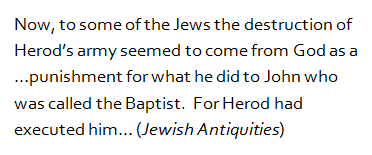 Now, to some of the Jews the destruction of
Herod's army seemed to come from God as a
...punishment for what he did to John who
was called the Baptist.  For Herod had
executed him... (Jewish Antiquities)